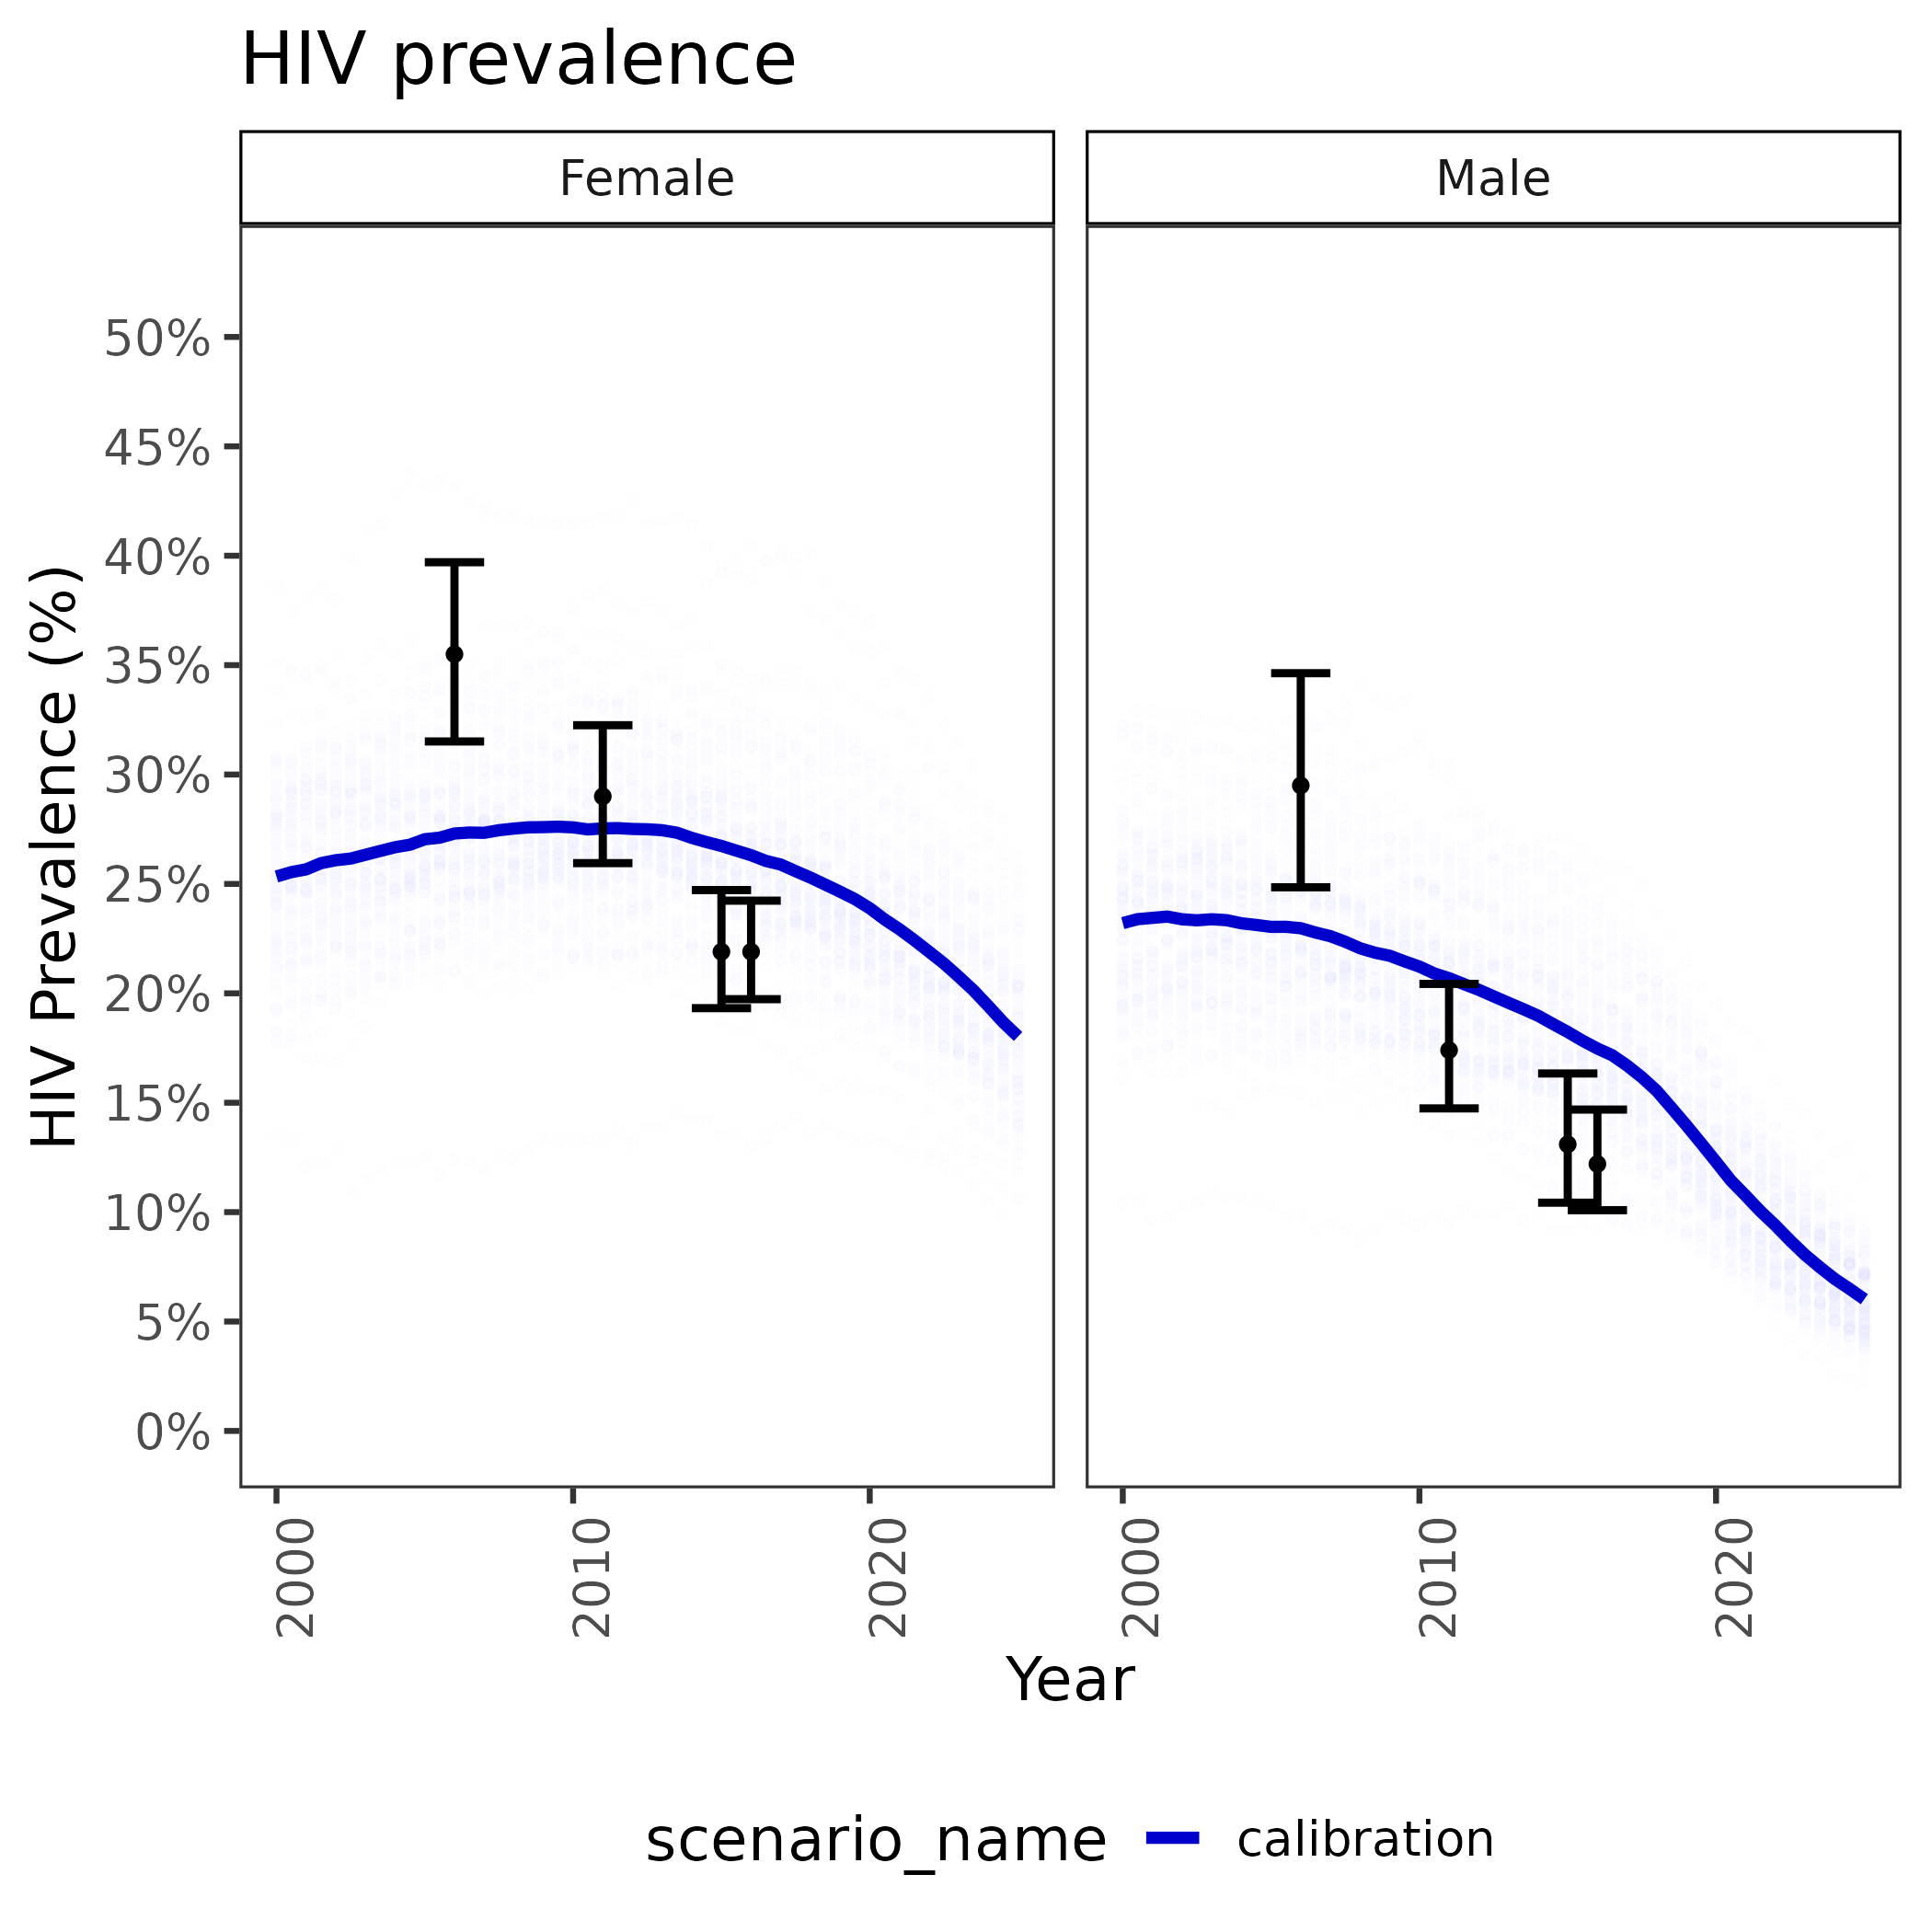 HIV prevalence
Female
Male
HIV Prevalence (%)
50%
45%
40%
35%
30%
25%
20%
15%
10%
5%
0%
2000
2010
2020
2000
2010
2020
Year
scenario_name calibration